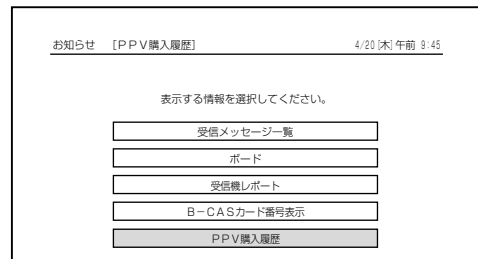 お知らせ [PPV購入履歴] 4/20[木]午前 9:45
表示する情報を選択してください。
受信メッセージ一覧
ボード
受信機レポート
B-CASカード番号表示
PPV購入履歴